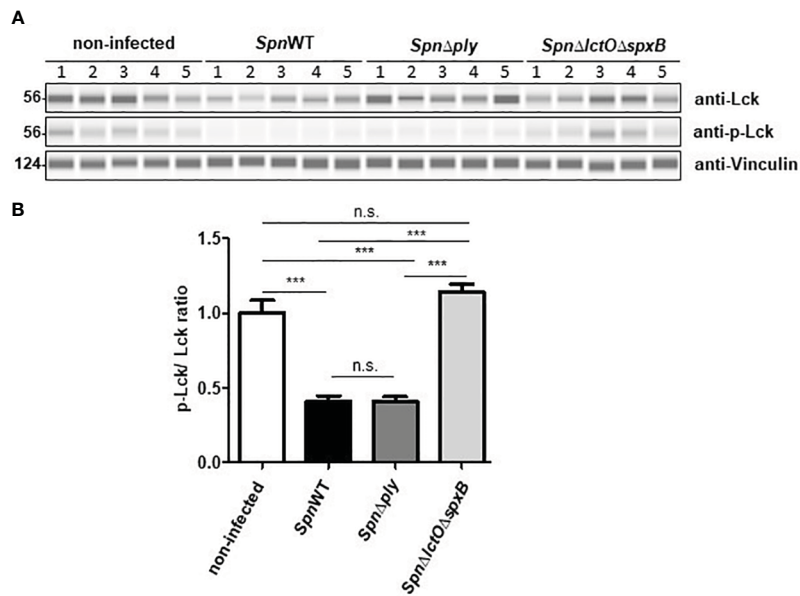 A
non-infected SpnWT SpnΔply SpnΔlctOΔspxB
1 2 3 4 5 1 2 3 4 5 1 2 3 4 5 1 2 3 4 5
56 anti-Lck
56 anti-p-Lck
124 anti-Vinculin
B
n.s.
***
***
*** ***
n.s.
p-Lck/ Lck ratio
1.5
1.0
0.5
0.0
non-infected SpnWT SpnΔply SpnΔlctOΔspxB